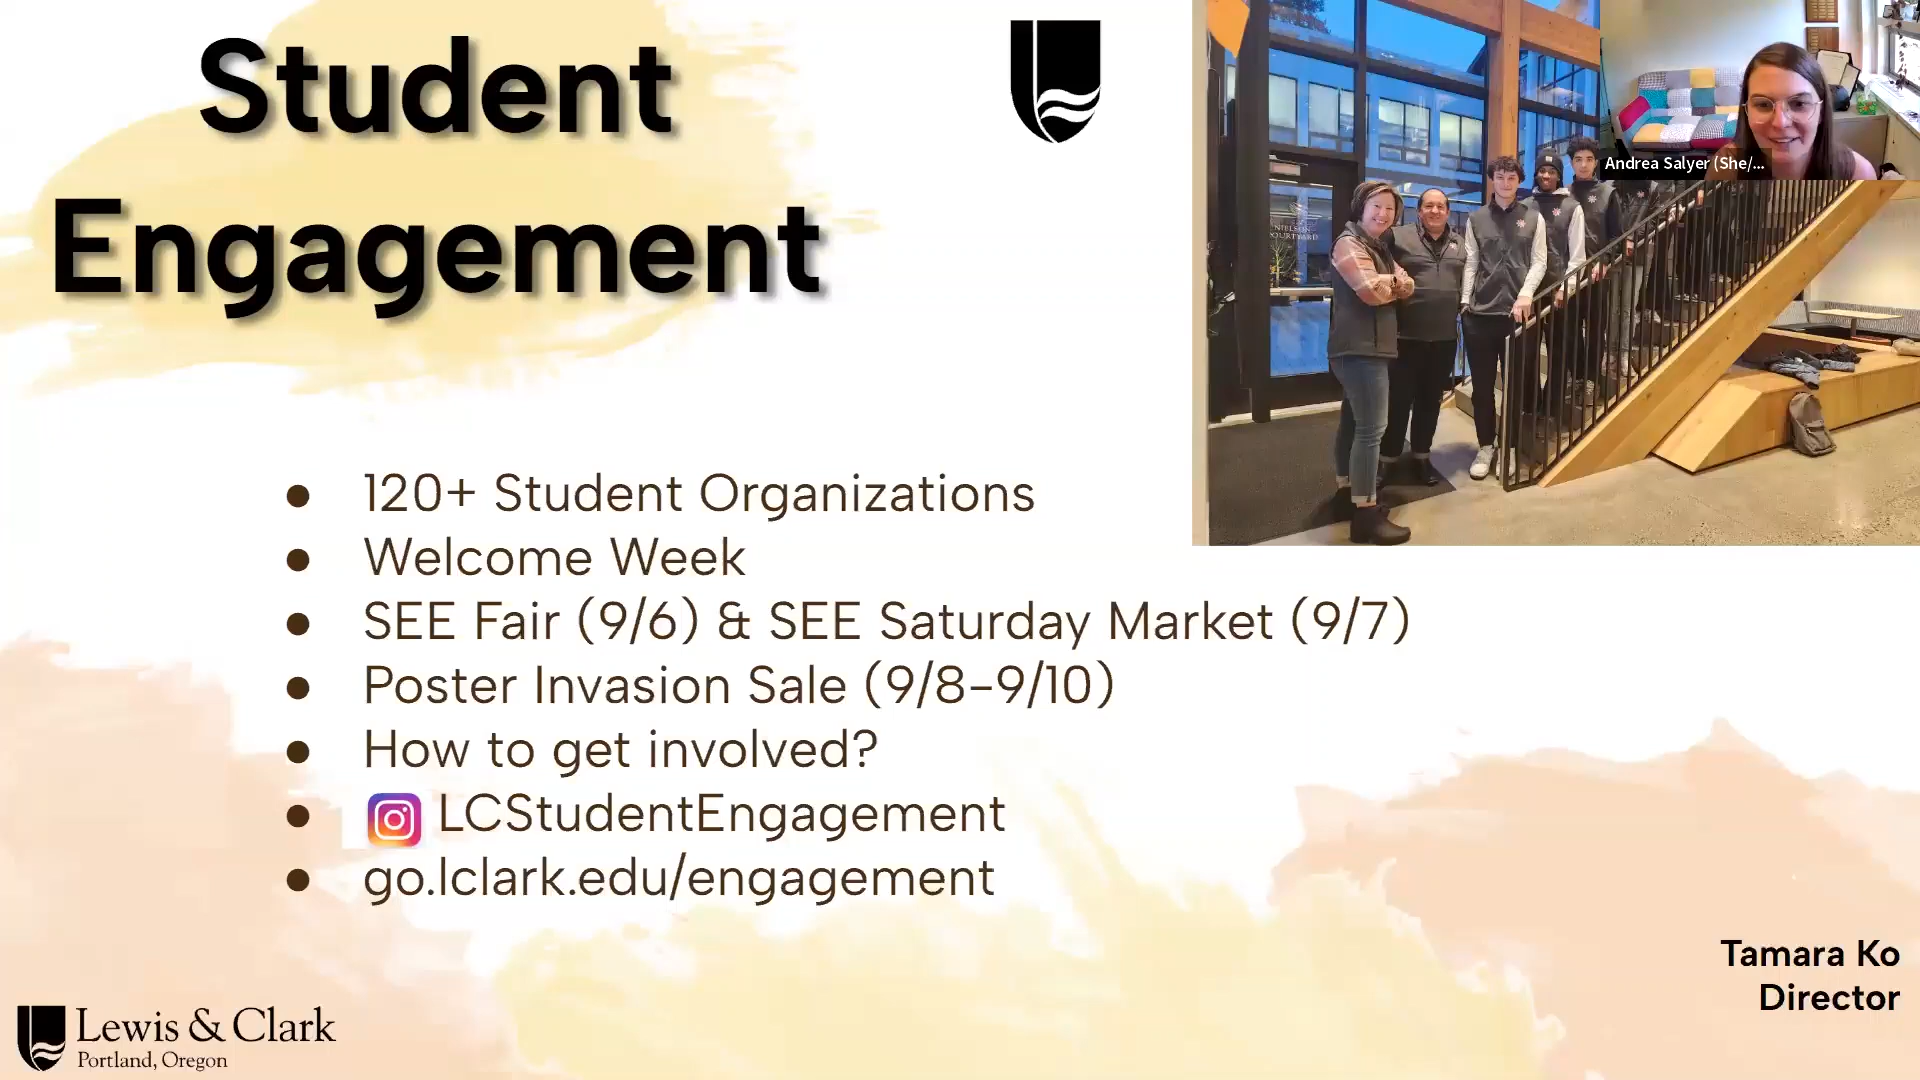 Student
Engagement
Andrea Salyer (She/...
120+ Student Organizations
Welcome Week
SEE Fair (9/6) & SEE Saturday Market (9/7)
Poster Invasion Sale (9/8–9/10)
How to get involved?
LCStudentEngagement
go.lclark.edu/engagement
Tamara Ko
Director
Lewis & Clark
Portland, Oregon